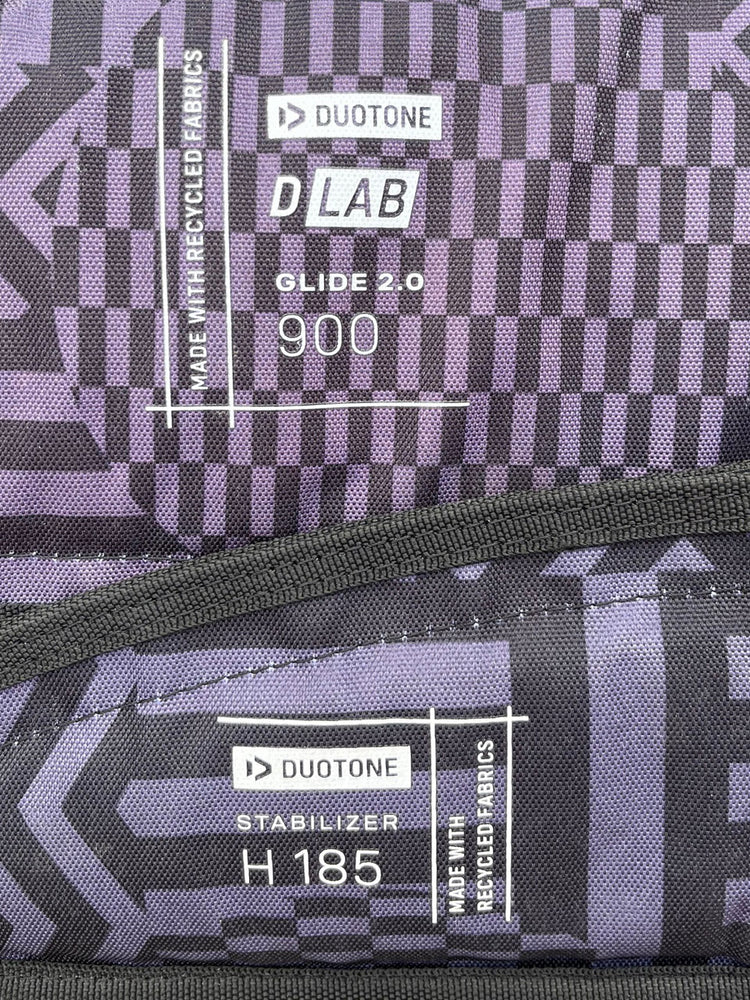 MADE WITH RECYCLED FABRICS
DUOTONE
D LAB
GLIDE 2.0
900
DUOTONE
STABILIZER
H 185
MADE WITH
RECYCLED FABRICS